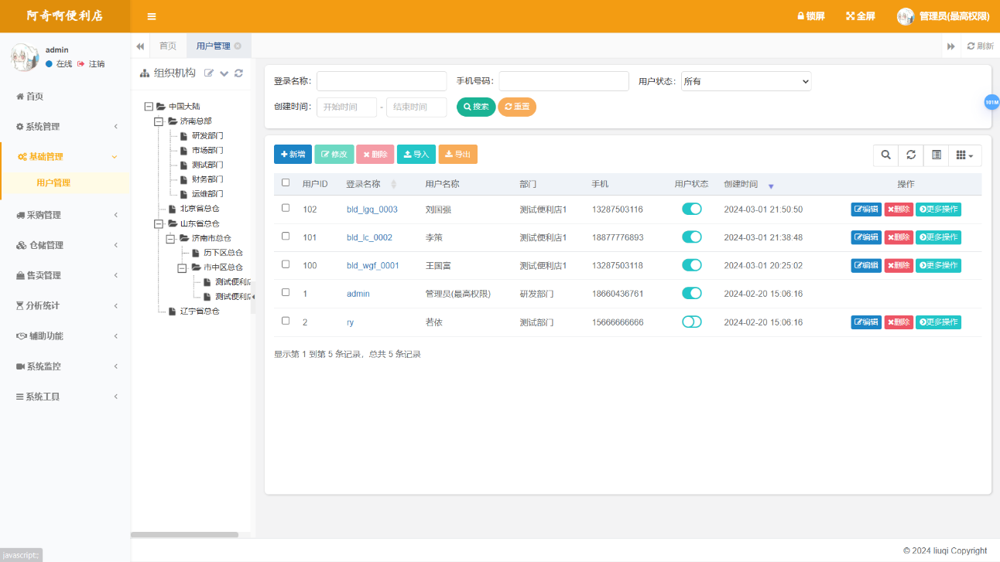 阿奇啊便利店
锁屏 全屏 管理员(最高权限)
admin
在线 注销
首页 用户管理 刷新
首页
系统管理
基础管理
用户管理
采购管理
仓储管理
售卖管理
分析统计
辅助功能
系统监控
系统工具
组织机构
中国大陆
济南总部
研发部门
市场部门
测试部门
财务部门
运维部门
北京省总仓
山东省总仓
济南市总仓
历下区总仓
市中区总仓
测试便利店
测试便利店
辽宁省总仓
登录名称： 手机号码： 用户状态： 所有
创建时间： 开始时间 - 结束时间 搜索 重置
101M
新增 修改 删除 导入 导出
用户ID 登录名称 用户名称 部门 手机 用户状态 创建时间 操作
102 bld_lgq_0003 刘国强 测试便利店1 13287503116 2024-03-01 21:50:50 编辑 删除 更多操作
101 bld_lc_0002 李策 测试便利店1 18877776893 2024-03-01 21:38:48 编辑 删除 更多操作
100 bld_wgf_0001 王国富 测试便利店1 13287503118 2024-03-01 20:25:02 编辑 删除 更多操作
1 admin 管理员(最高权限) 研发部门 18660436761 2024-02-20 15:06:16
2 ry 若依 测试部门 15666666666 2024-02-20 15:06:16 编辑 删除 更多操作
显示第 1 到第 5 条记录，总共 5 条记录
© 2024 liuqi Copyright
javascript:;